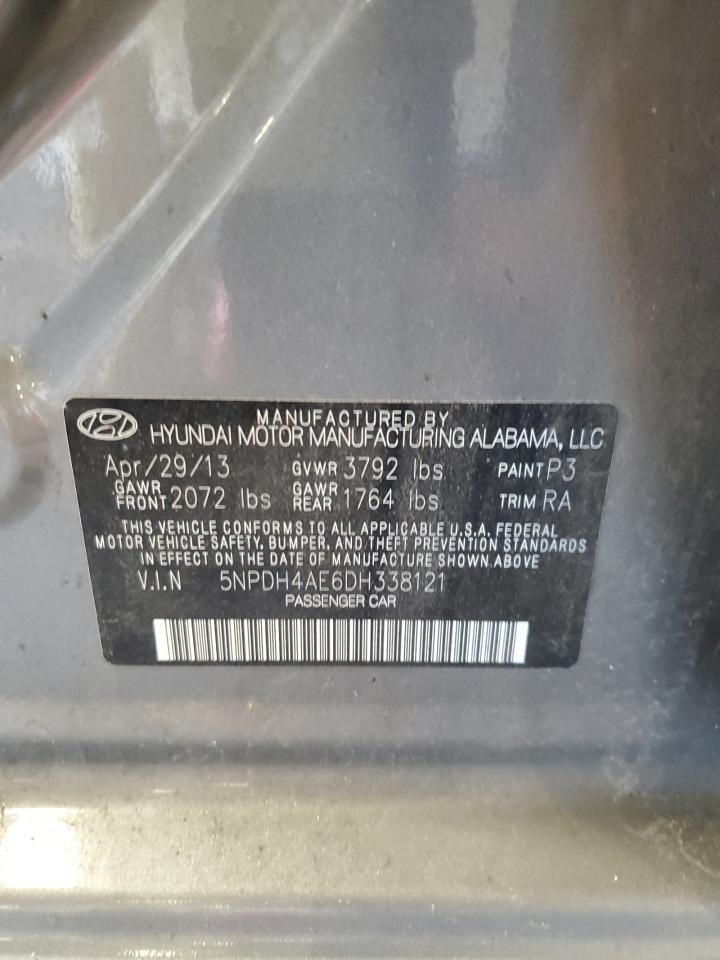 MANUFACTURED BY
HYUNDAI MOTOR MANUFACTURING ALABAMA, LLC
Apr/29/13 GVWR 3792 lbs PAINT P3
GAWR FRONT 2072 lbs GAWR REAR 1764 lbs TRIM RA
THIS VEHICLE CONFORMS TO ALL APPLICABLE U.S.A. FEDERAL
MOTOR VEHICLE SAFETY, BUMPER, AND THEFT PREVENTION STANDARDS
IN EFFECT ON THE DATE OF MANUFACTURE SHOWN ABOVE
V.I.N 5NPDH4AE6DH338121
PASSENGER CAR